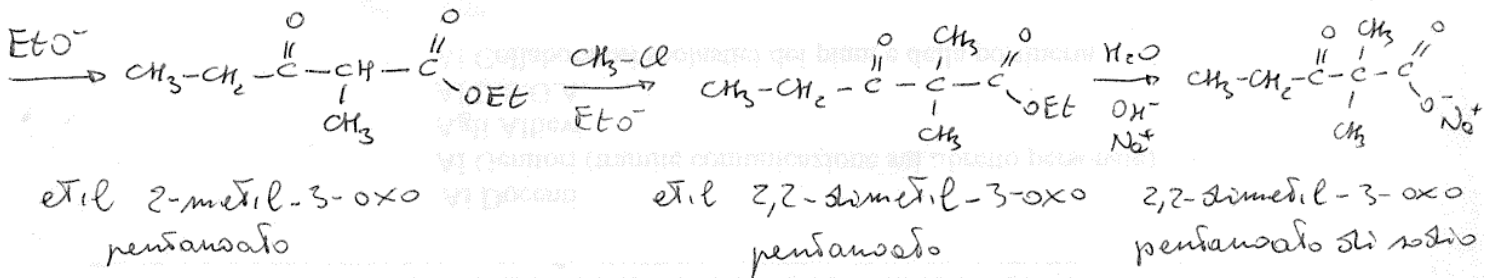 EtO⁻ → CH₃-CH₂-C(=O)-CH(CH₃)-C(=O)-OEt → CH₃-Cl / EtO⁻ → CH₃-CH₂-C(=O)-C(CH₃)(CH₃)-C(=O)-OEt → H₂O / OH⁻ / Na⁺ → CH₃-CH₂-C(=O)-C(CH₃)(CH₃)-C(=O)-O⁻ Na⁺
etil 2-metil-3-oxo etil 2,2-dimetil-3-oxo 2,2-dimetil-3-oxo
pentanoato pentanoato pentanoato di sodio